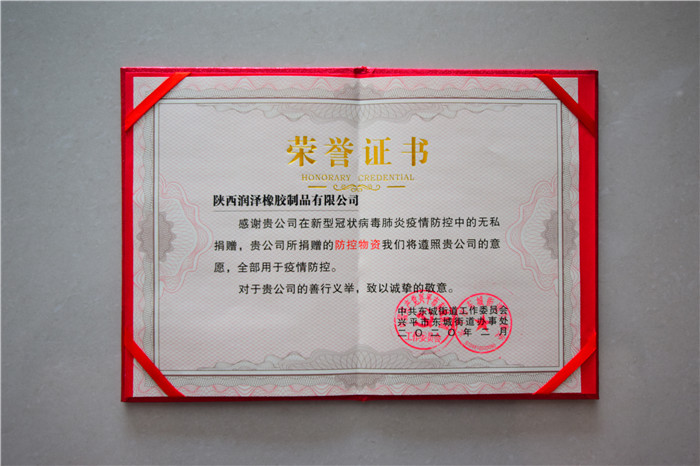 荣誉证书
HONORARY CREDENTIAL
陕西润泽橡胶制品有限公司
感谢贵公司在新型冠状病毒肺炎疫情防控中的无私
捐赠，贵公司所捐赠的防控物资我们将遵照贵公司的意
愿，全部用于疫情防控。
对于贵公司的善行义举，致以诚挚的敬意。
中共东城街道工作委员会
兴平市东城街道办事处
二〇二〇年二月
工作委员会